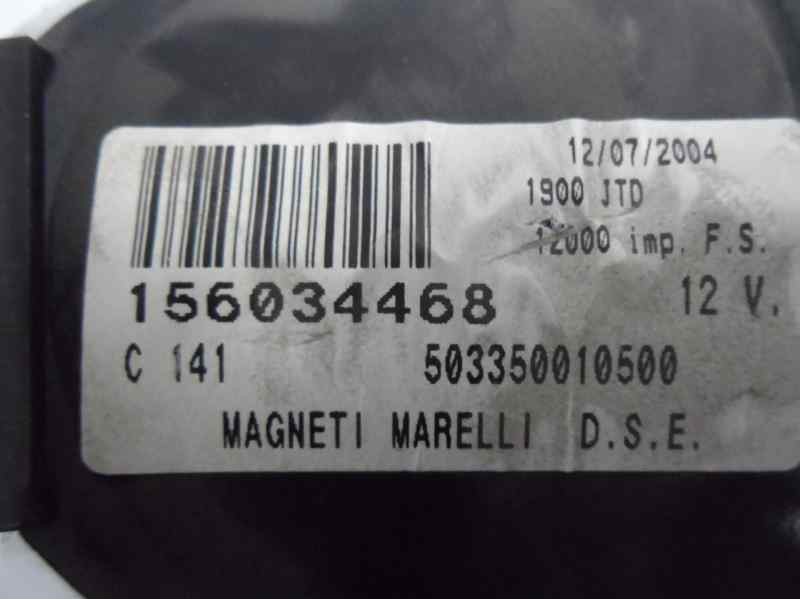 12/07/2004
1900 JTD
12000 imp. F.S.
156034468 12 V.
C 141 503350010500
MAGNETI MARELLI D.S.E.